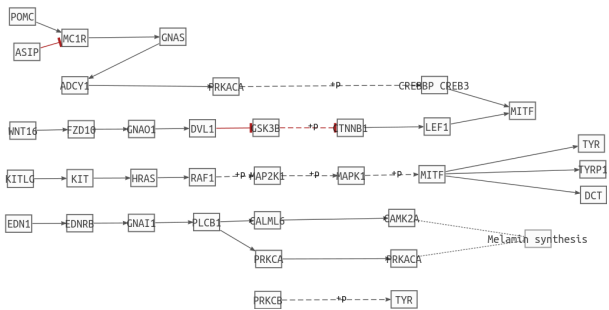 POMC
ASIP
MC1R
GNAS
ADCY1
PRKACA
+p
CREBBP CREB3
MITF
WNT16
FZD10
GNAO1
DVL1
GSK3B
+p
CTNNB1
LEF1
KITLG
KIT
HRAS
RAF1
+p
MAP2K1
+p
MAPK1
+p
MITF
TYR
TYRP1
DCT
EDN1
EDNRB
GNAI1
PLCB1
CALML6
CAMK2A
PRKCA
PRKACA
Melamin synthesis
PRKCB
+p
TYR